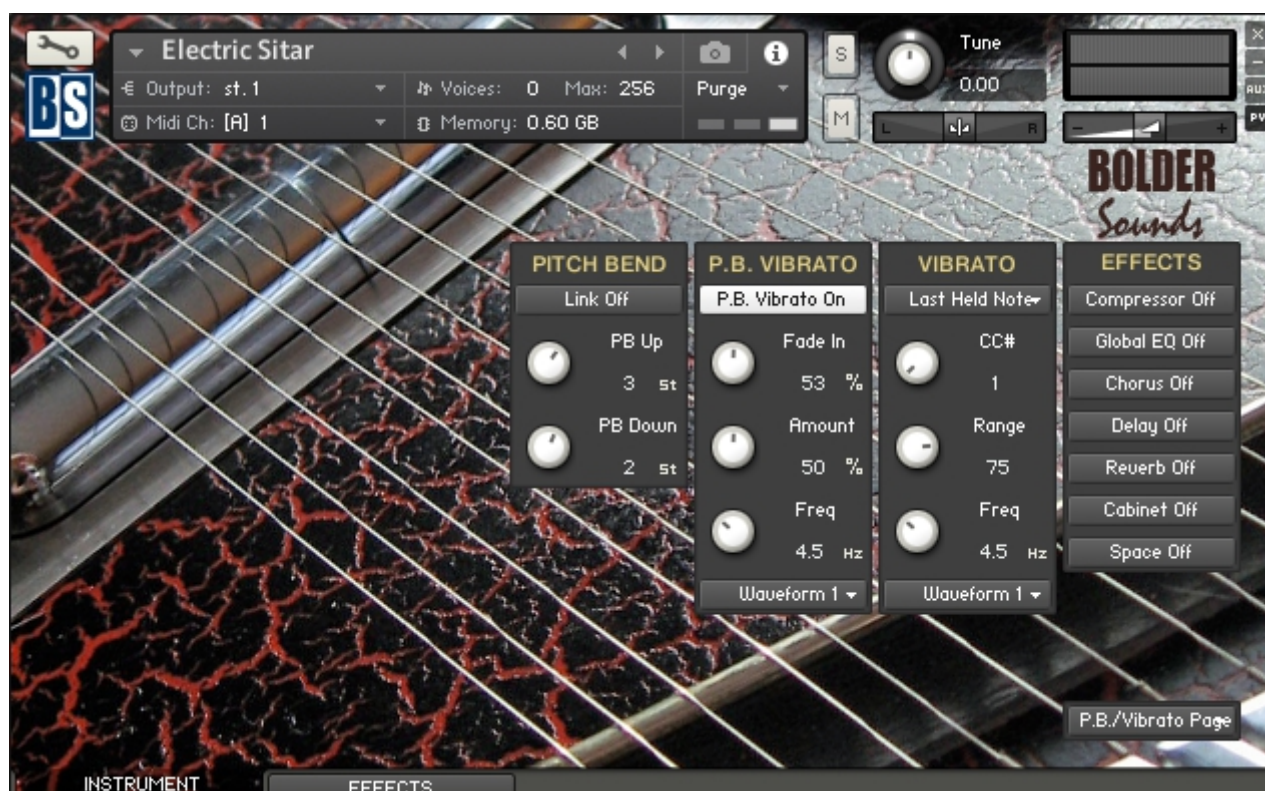 Electric Sitar
Output: st. 1
Voices: 0 Max: 256
Purge
Midi Ch: [A] 1
Memory: 0.60 GB
S
M
Tune
0.00
L
R
-
+
×
-
AUX
PV
BS
BOLDER
Sounds
PITCH BEND
Link Off
PB Up
3 St
PB Down
2 St
P.B. VIBRATO
P.B. Vibrato On
Fade In
53 %
Amount
50 %
Freq
4.5 Hz
Waveform 1
VIBRATO
Last Held Note
CC#
1
Range
75
Freq
4.5 Hz
Waveform 1
EFFECTS
Compressor Off
Global EQ Off
Chorus Off
Delay Off
Reverb Off
Cabinet Off
Space Off
P.B./Vibrato Page
INSTRUMENT
EFFECTS